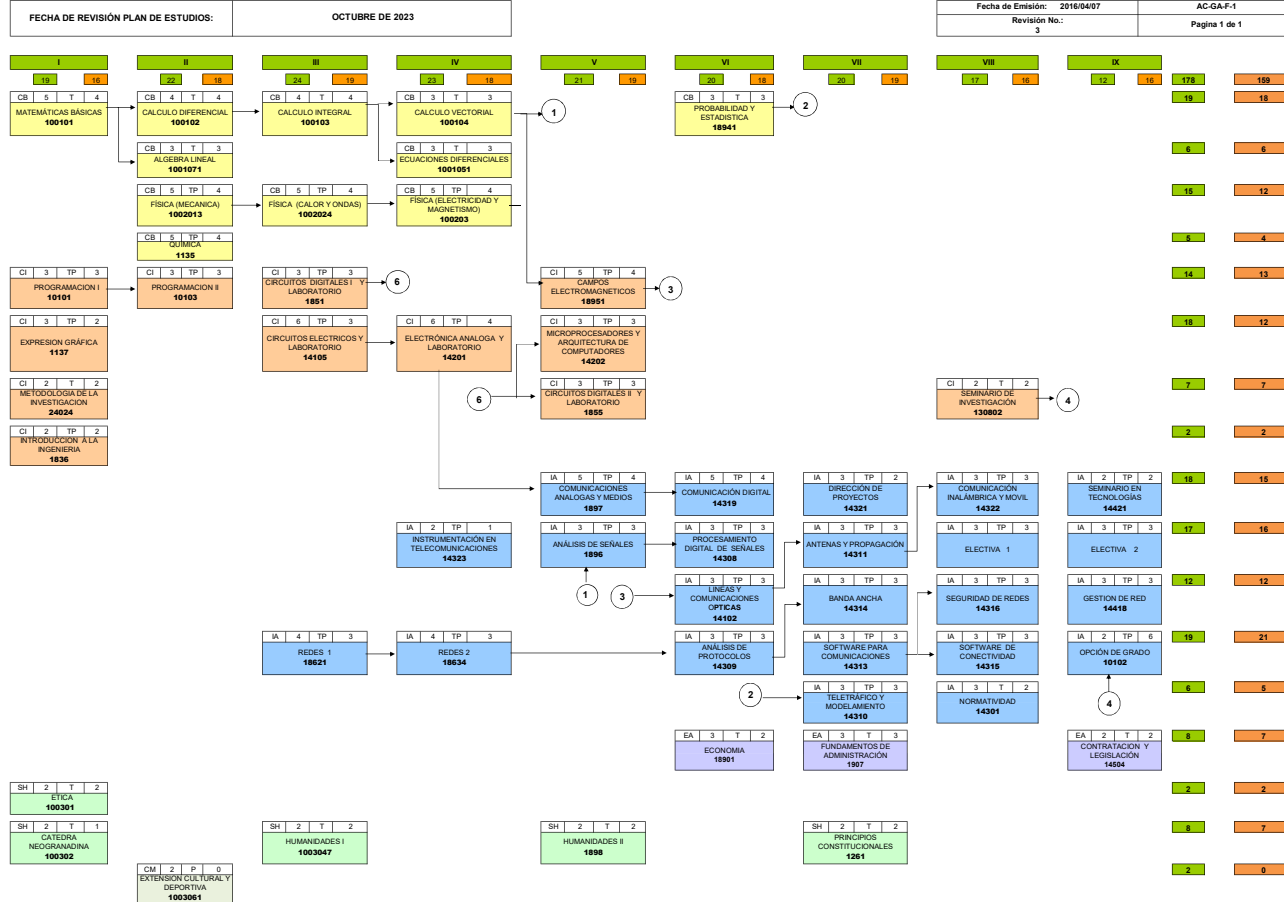 FECHA DE REVISIÓN PLAN DE ESTUDIOS: OCTUBRE DE 2023
Fecha de Emisión: 2016/04/07 AC-GA-F-1
Revisión No.: 3 Pagina 1 de 1
I II III IV V VI VII VIII IX
19 16 22 18 24 19 23 18 21 19 20 18 20 19 17 16 12 16 178 159
CB 5 T 4
MATEMÁTICAS BÁSICAS
100101
CB 4 T 4
CALCULO DIFERENCIAL
100102
CB 4 T 4
CALCULO INTEGRAL
100103
CB 3 T 3
CALCULO VECTORIAL
100104
1
CB 3 T 3
PROBABILIDAD Y
ESTADISTICA
18941
2
19 18
CB 3 T 3
ALGEBRA LINEAL
1001071
CB 3 T 3
ECUACIONES DIFERENCIALES
1001051
6 6
CB 5 TP 4
FÍSICA (MECANICA)
1002013
CB 5 TP 4
FÍSICA (CALOR Y ONDAS)
1002024
CB 5 TP 4
FÍSICA (ELECTRICIDAD Y
MAGNETISMO)
100203
15 12
CB 5 TP 4
QUIMICA
1135
5 4
CI 3 TP 3
PROGRAMACION I
10101
CI 3 TP 3
PROGRAMACION II
10103
CI 3 TP 3
CIRCUITOS DIGITALES I Y
LABORATORIO
1851
6
CI 5 TP 4
CAMPOS
ELECTROMAGNETICOS
18951
3
14 13
CI 3 TP 2
EXPRESION GRÁFICA
1137
CI 6 TP 3
CIRCUITOS ELECTRICOS Y
LABORATORIO
14105
CI 6 TP 4
ELECTRÓNICA ANALOGA Y
LABORATORIO
14201
CI 3 TP 3
MICROPROCESADORES Y
ARQUITECTURA DE
COMPUTADORES
14202
18 12
CI 2 T 2
METODOLOGIA DE LA
INVESTIGACION
24024
6
CI 3 TP 3
CIRCUITOS DIGITALES II Y
LABORATORIO
1855
CI 2 T 2
SEMINARIO DE
INVESTIGACIÓN
130802
4
7 7
CI 2 TP 2
INTRODUCCION A LA
INGENIERIA
1836
2 2
IA 5 TP 4
COMUNICACIONES
ANALOGAS Y MEDIOS
1897
IA 5 TP 4
COMUNICACIÓN DIGITAL
14319
IA 3 TP 2
DIRECCIÓN DE
PROYECTOS
14321
IA 3 TP 3
COMUNICACIÓN
INALÁMBRICA Y MOVIL
14322
IA 2 TP 2
SEMINARIO EN
TECNOLOGÍAS
14421
18 15
IA 2 TP 1
INSTRUMENTACIÓN EN
TELECOMUNICACIONES
14323
IA 3 TP 3
ANÁLISIS DE SEÑALES
1896
IA 3 TP 3
PROCESAMIENTO
DIGITAL DE SEÑALES
14308
IA 3 TP 3
ANTENAS Y PROPAGACIÓN
14311
IA 3 TP 3
ELECTIVA 1
IA 3 TP 3
ELECTIVA 2
17 16
1
3
IA 3 TP 3
LINEAS Y
COMUNICACIONES
OPTICAS
14102
IA 3 TP 3
BANDA ANCHA
14314
IA 3 TP 3
SEGURIDAD DE REDES
14316
IA 3 TP 3
GESTION DE RED
14418
12 12
IA 4 TP 3
REDES 1
18621
IA 4 TP 3
REDES 2
18634
IA 3 TP 3
ANÁLISIS DE
PROTOCOLOS
14309
IA 3 TP 3
SOFTWARE PARA
COMUNICACIONES
14313
IA 3 TP 3
SOFTWARE DE
CONECTIVIDAD
14315
IA 2 TP 6
OPCIÓN DE GRADO
10102
19 21
2
IA 3 TP 3
TELETRÁFICO Y
MODELAMIENTO
14310
IA 3 T 2
NORMATIVIDAD
14301
4
6 5
EA 3 T 2
ECONOMIA
18901
EA 3 T 3
FUNDAMENTOS DE
ADMINISTRACIÓN
1907
EA 2 T 2
CONTRATACION Y
LEGISLACIÓN
14504
8 7
SH 2 T 2
ETICA
100301
2 2
SH 2 T 1
CATEDRA
NEOGRANADINA
100302
SH 2 T 2
HUMANIDADES I
1003047
SH 2 T 2
HUMANIDADES II
1898
SH 2 T 2
PRINCIPIOS
CONSTITUCIONALES
1261
8 7
CM 2 P 0
EXTENSION CULTURAL Y
DEPORTIVA
1003061
2 0